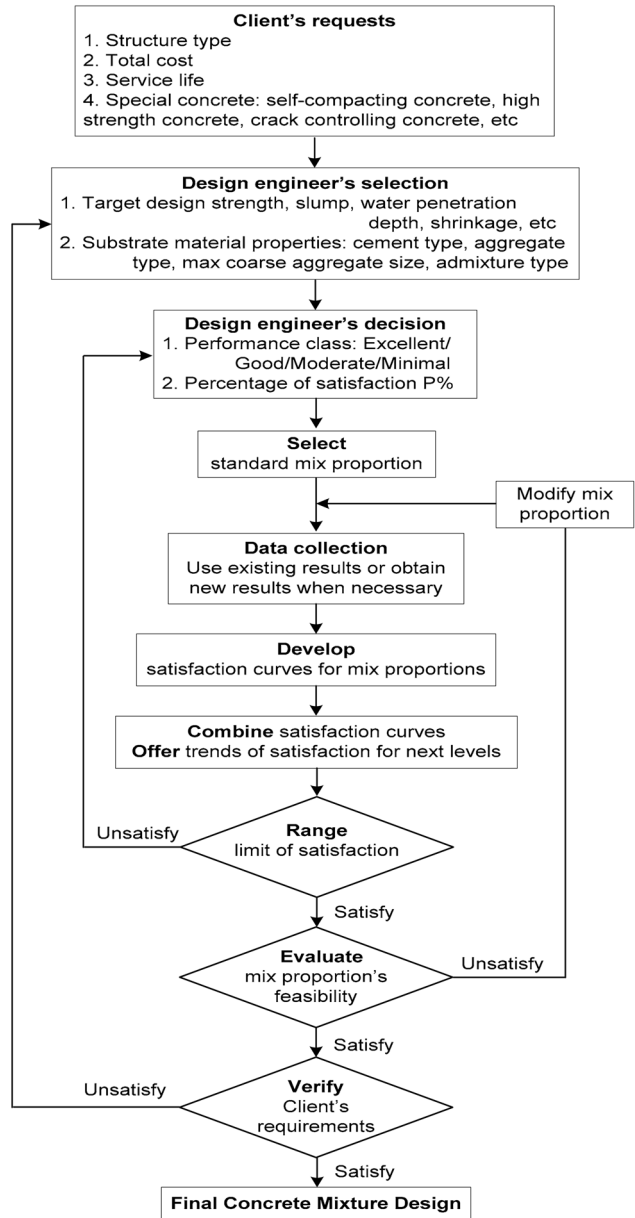 Client's requests
1. Structure type
2. Total cost
3. Service life
4. Special concrete: self-compacting concrete, high
strength concrete, crack controlling concrete, etc
Design engineer's selection
1. Target design strength, slump, water penetration
depth, shrinkage, etc
2. Substrate material properties: cement type, aggregate
type, max coarse aggregate size, admixture type
Design engineer's decision
1. Performance class: Excellent/
Good/Moderate/Minimal
2. Percentage of satisfaction P%
Select
standard mix proportion
Modify mix
proportion
Data collection
Use existing results or obtain
new results when necessary
Develop
satisfaction curves for mix proportions
Combine satisfaction curves
Offer trends of satisfaction for next levels
Unsatisfy
Range
limit of satisfaction
Satisfy
Evaluate
mix proportion's
feasibility
Unsatisfy
Satisfy
Unsatisfy
Verify
Client's
requirements
Satisfy
Final Concrete Mixture Design